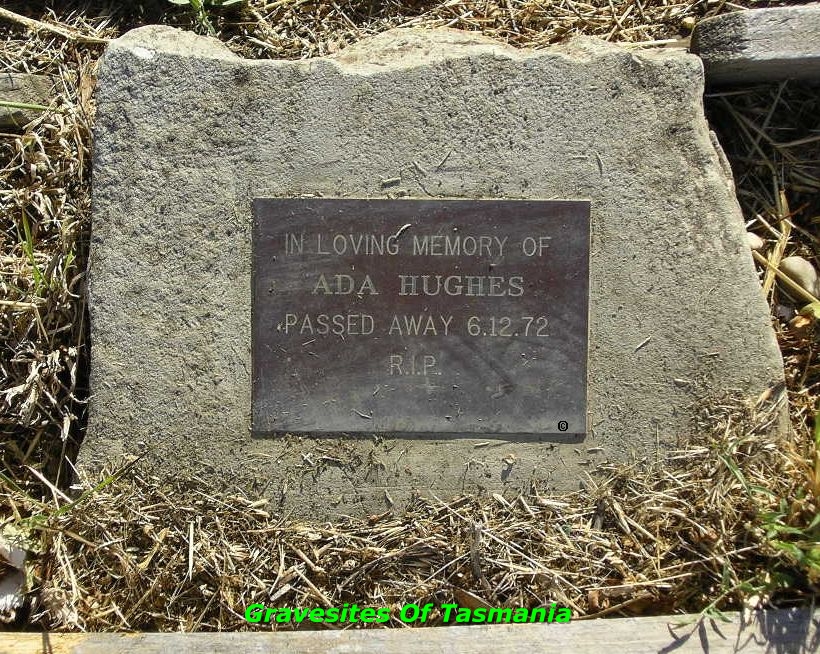 IN LOVING MEMORY OF
ADA HUGHES
PASSED AWAY 6.12.72
R.I.P.
©
Gravesites Of Tasmania